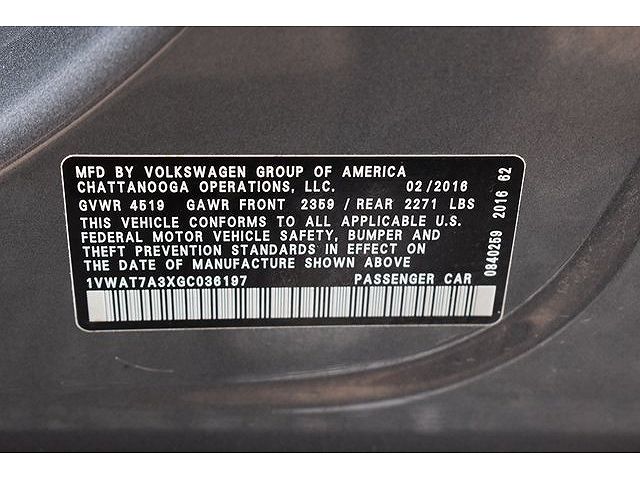 MFD BY VOLKSWAGEN GROUP OF AMERICA
CHATTANOOGA OPERATIONS, LLC. 02/2016
GVWR 4519 GAWR FRONT 2359 / REAR 2271 LBS
THIS VEHICLE CONFORMS TO ALL APPLICABLE U.S.
FEDERAL MOTOR VEHICLE SAFETY, BUMPER AND
THEFT PREVENTION STANDARDS IN EFFECT ON
THE DATE OF MANUFACTURE SHOWN ABOVE
1VWAT7A3XGC036197 PASSENGER CAR
0840259 2016 62